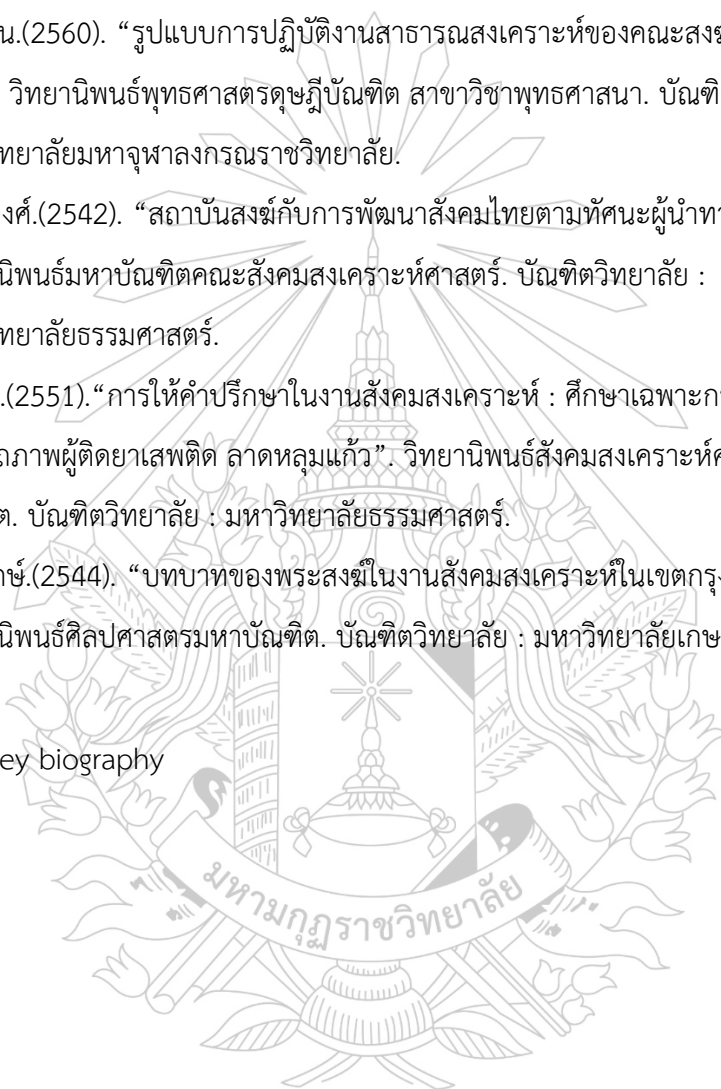 น.(2560). “รูปแบบการปฏิบัติงานสาธารณสงเคราะห์ของคณะสงฆ
วิทยานิพนธ์พุทธศาสตรดุษฎีบัณฑิต สาขาวิชาพุทธศาสนา. บัณฑิ
ทยาลัยมหาจุฬาลงกรณราชวิทยาลัย.
งศ์.(2542). “สถาบันสงฆ์กับการพัฒนาสังคมไทยตามทัศนะผู้นำทา
นิพนธ์มหาบัณฑิตคณะสังคมสงเคราะห์ศาสตร์. บัณฑิตวิทยาลัย :
ทยาลัยธรรมศาสตร์.
.(2551).“การให้คำปรึกษาในงานสังคมสงเคราะห์ : ศึกษาเฉพาะก
ถภาพผู้ติดยาเสพติด ลาดหลุมแก้ว”. วิทยานิพนธ์สังคมสงเคราะห์ศ
ต. บัณฑิตวิทยาลัย : มหาวิทยาลัยธรรมศาสตร์.
กษ์.(2544). “บทบาทของพระสงฆ์ในงานสังคมสงเคราะห์ในเขตกรุง
นิพนธ์ศิลปศาสตรมหาบัณฑิต. บัณฑิตวิทยาลัย : มหาวิทยาลัยเกษ
ey biography
มหามกุฏราชวิทยาลัย